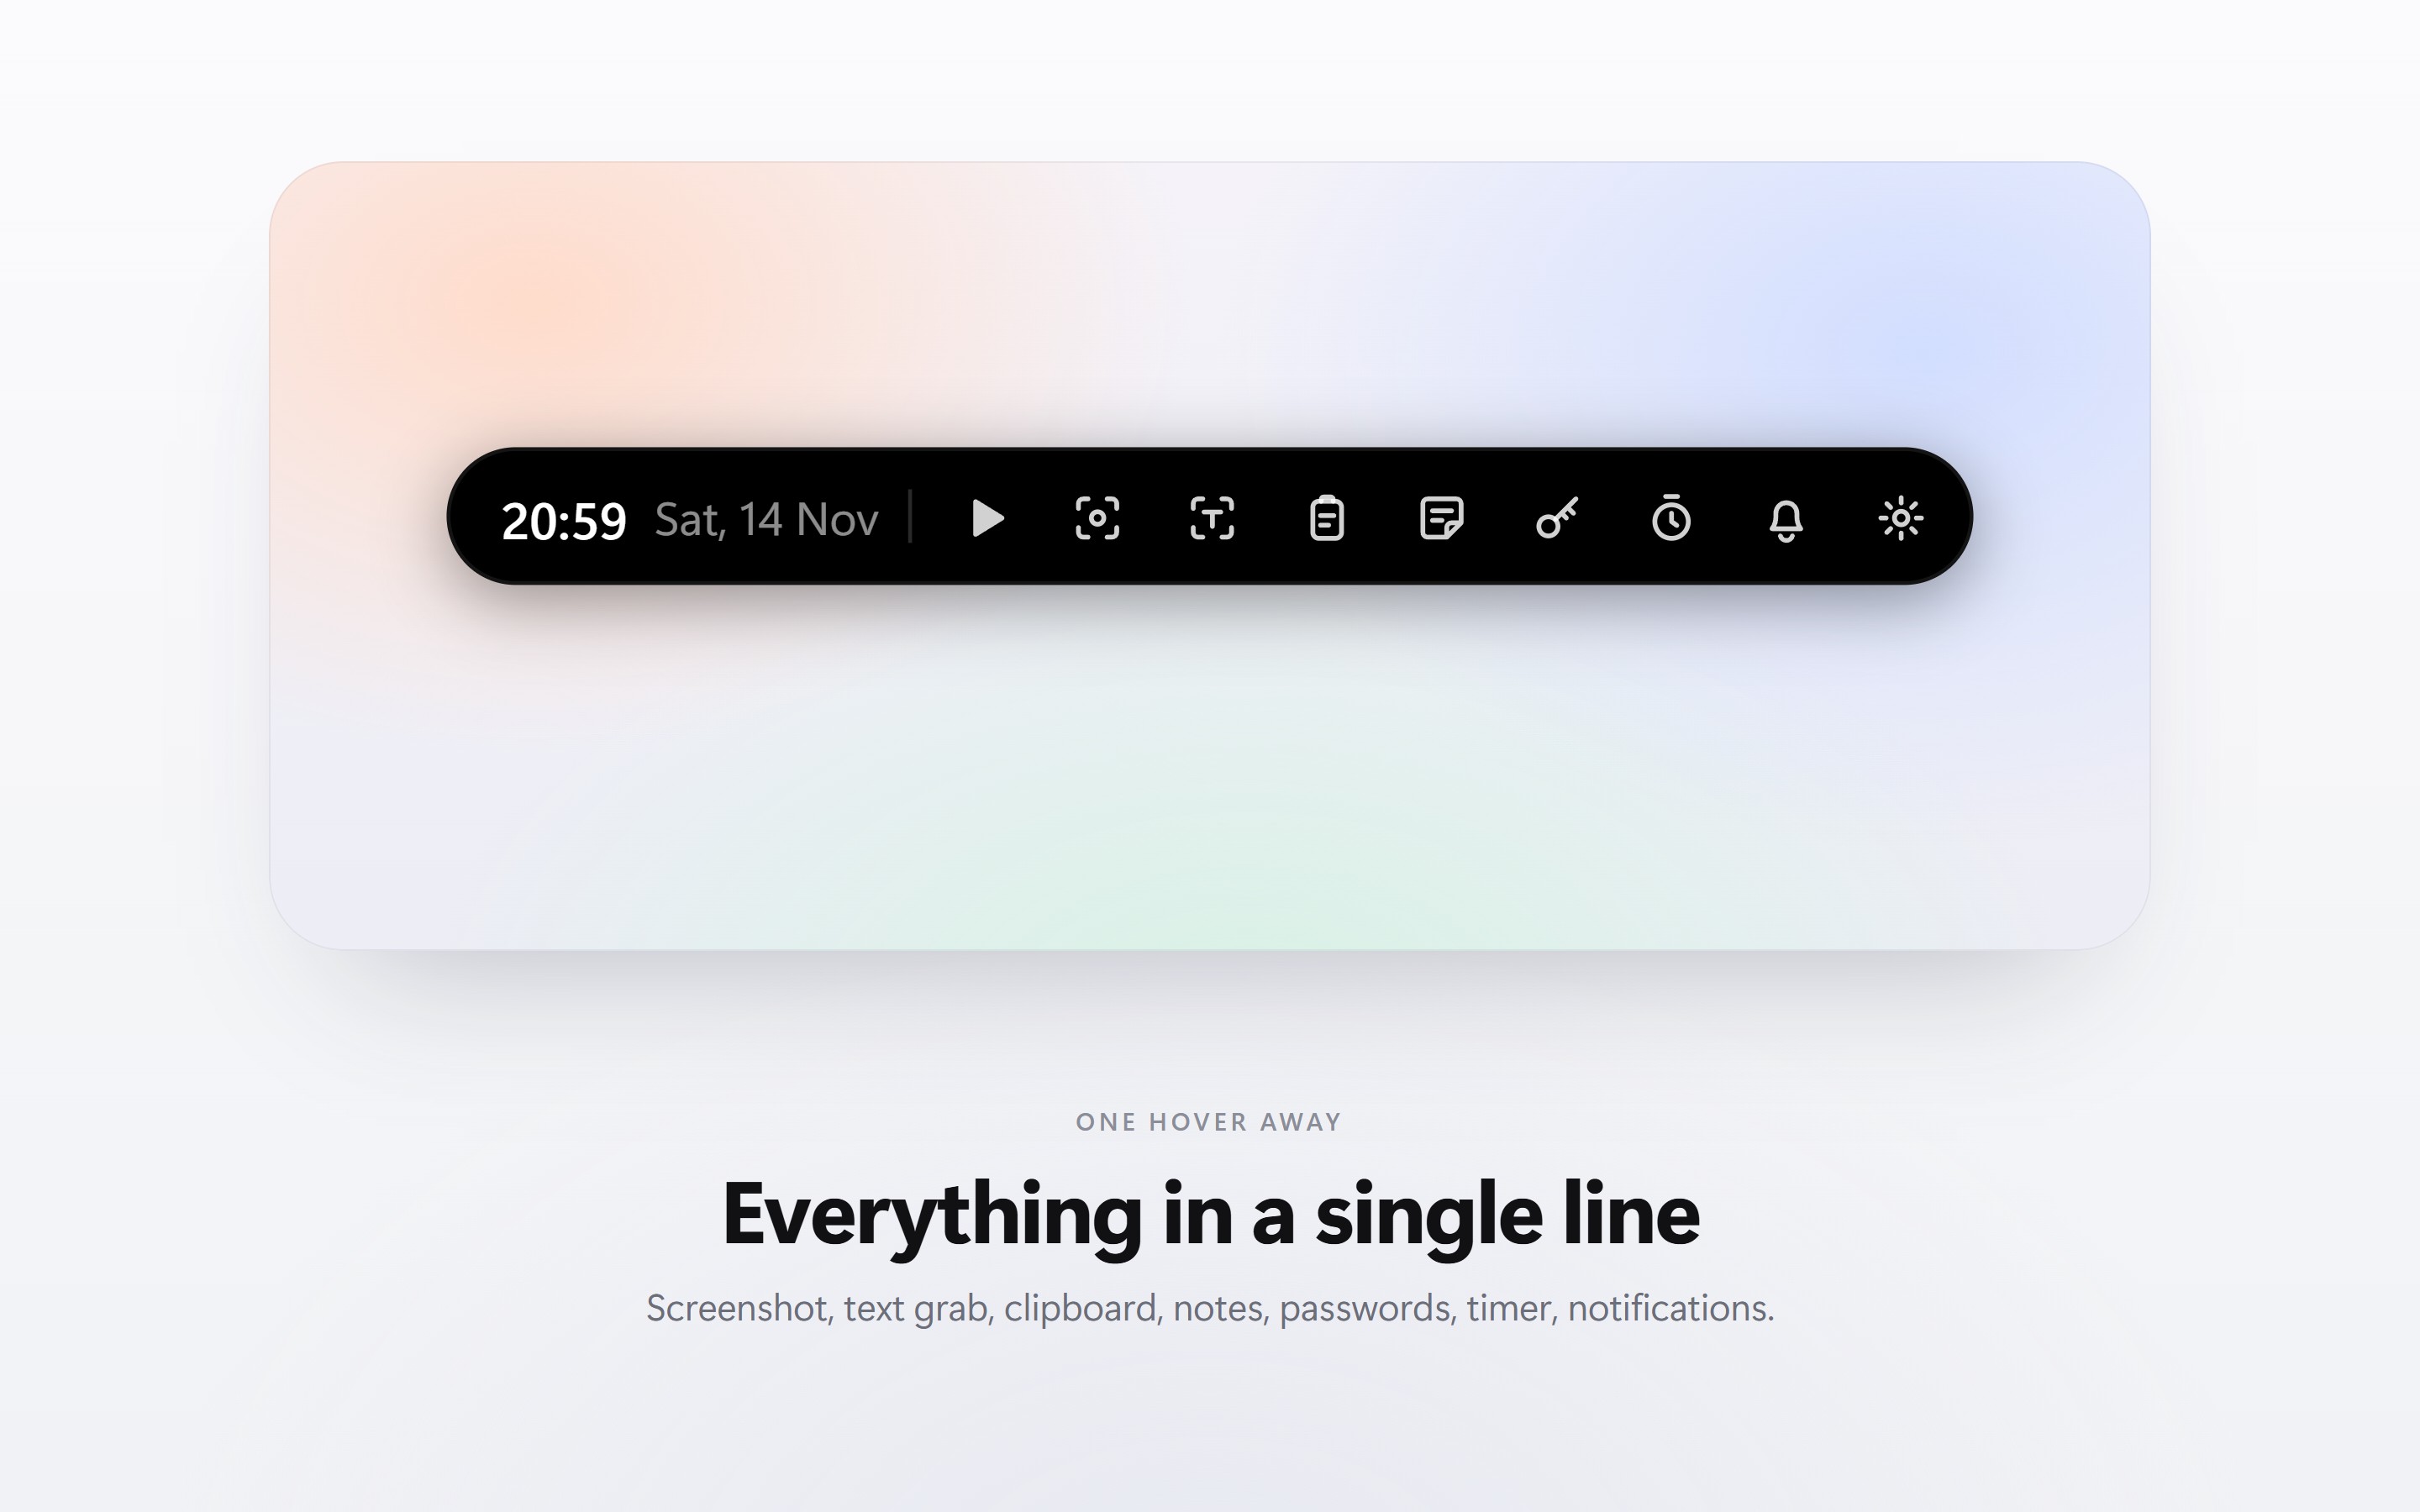 20:59 Sat, 14 Nov
ONE HOVER AWAY
Everything in a single line
Screenshot, text grab, clipboard, notes, passwords, timer, notifications.